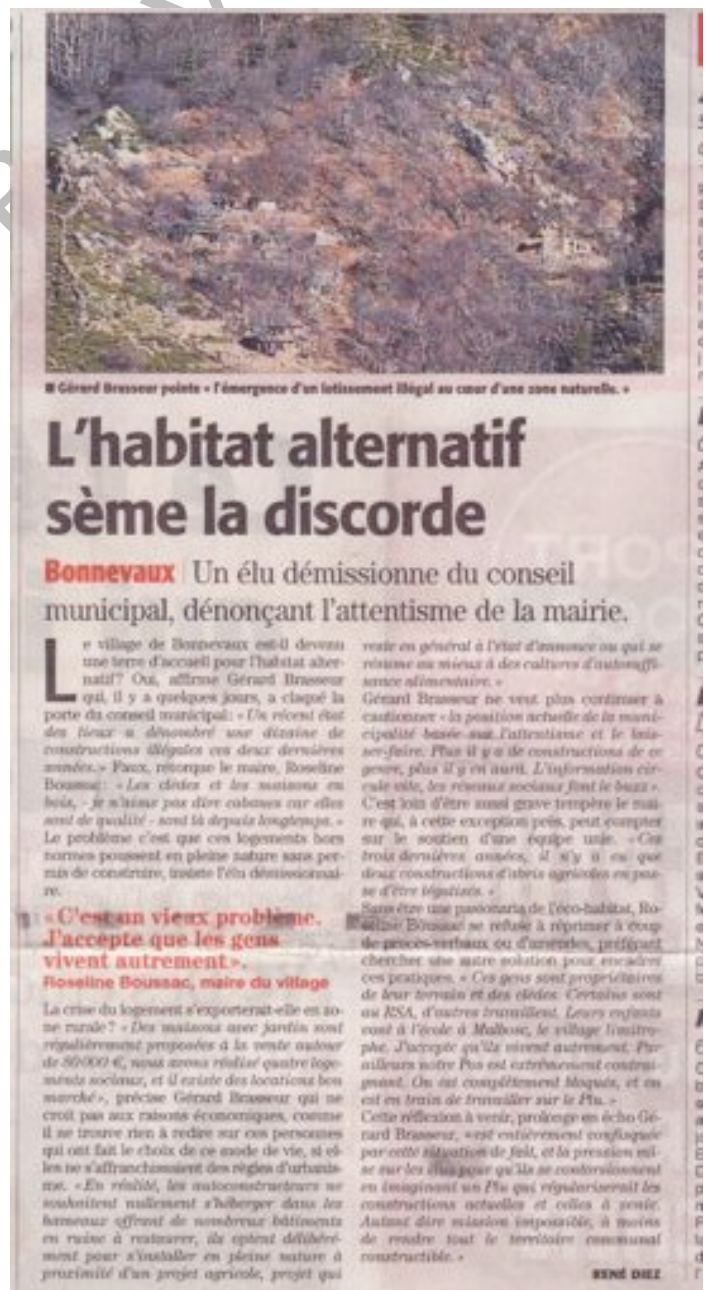 ■ Gérard Brasseur pointe « l'émergence d'un lotissement illégal au cœur d'une zone naturelle. »
L'habitat alternatif
sème la discorde
Bonnevaux | Un élu démissionne du conseil
municipal, dénonçant l'attentisme de la mairie.
Le village de Bonnevaux est-il devenu
une terre d'accueil pour l'habitat alter-
natif? Oui, affirme Gérard Brasseur
qui, il y a quelques jours, a claqué la
porte du conseil municipal: « Un récent état
des lieux a dénombré une dizaine de
constructions illégales ces deux dernières
années. » Faux, rétorque le maire, Roseline
Boussac: « Les clèdes et les maisons en
bois, - je n'aime pas dire cabanes car elles
sont de qualité - sont là depuis longtemps. »
Le problème c'est que ces logements hors
normes poussent en pleine nature sans per-
mis de construire, insiste l'élu démissionnai-
re.
« C'est un vieux problème.
J'accepte que les gens
vivent autrement ».
Roseline Boussac, maire du village
La crise du logement s'exporterait-elle en zo-
ne rurale ? « Des maisons avec jardin sont
régulièrement proposées à la vente autour
de 80 000 €, nous avons réalisé quatre loge-
ments sociaux, et il existe des locations bon
marché », précise Gérard Brasseur qui ne
croit pas aux raisons économiques, comme
il ne trouve rien à redire sur ces personnes
qui ont fait le choix de ce mode de vie, si el-
les ne s'affranchissaient des règles d'urbanis-
me. « En réalité, les autoconstructeurs ne
souhaitent nullement s'héberger dans les
hameaux offrant de nombreux bâtiments
en ruine à restaurer, ils optent délibéré-
ment pour s'installer en pleine nature à
proximité d'un projet agricole, projet qui
reste en général à l'état d'annonce ou qui se
résume au mieux à des cultures d'autosuffi-
sance alimentaire. »
Gérard Brasseur ne veut plus continuer à
cautionner « la position actuelle de la muni-
cipalité basée sur l'attentisme et le lais-
ser-faire. Plus il y a de constructions de ce
genre, plus il y en aura. L'information cir-
cule vite, les réseaux sociaux font le buzz ».
C'est loin d'être aussi grave tempère le mai-
re qui, à cette exception près, peut compter
sur le soutien d'une équipe unie. « Ces
trois dernières années, il n'y a eu que
deux constructions d'abris agricoles en pas-
se d'être légalisés. »
Sans être une pasionaria de l'éco-habitat, Ro-
seline Boussac se refuse à réprimer à coup
de procès-verbaux ou d'amendes, préférant
chercher une autre solution pour encadrer
ces pratiques. « Ces gens sont propriétaires
de leur terrain et des clèdes. Certains sont
au RSA, d'autres travaillent. Leurs enfants
vont à l'école à Malbosc, le village limitro-
phe. J'accepte qu'ils vivent autrement. Par
ailleurs notre Pos est extrêmement contrai-
gnant. On est complètement bloqués, et on
est en train de travailler sur le Plu. »
Cette réflexion à venir, prolonge en écho Gé-
rard Brasseur, « est entièrement confisquée
par cette situation de fait, et la pression mi-
se sur les élus pour qu'ils se contorsionnent
en imaginant un Plu qui régulariserait les
constructions actuelles et celles à venir.
Autant dire mission impossible, à moins
de rendre tout le territoire communal
constructible. »
RENÉ DIEZ